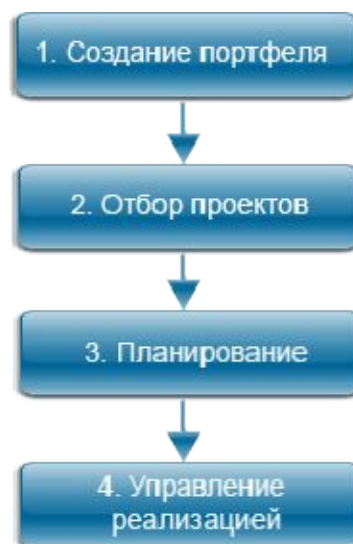 1. Создание портфеля
2. Отбор проектов
3. Планирование
4. Управление
реализацией